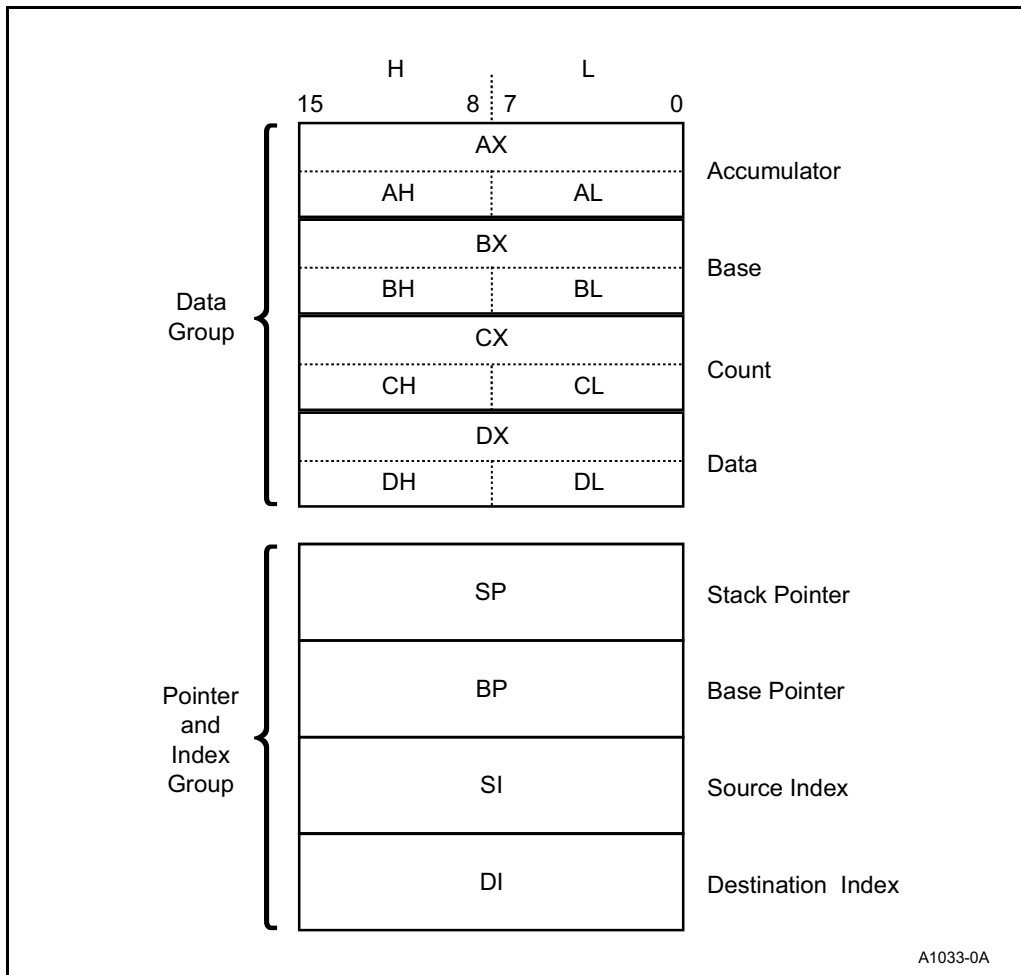 H L
15 8 7 0
AX
AH AL
Accumulator
BX
BH BL
Base
Data
Group
CX
CH CL
Count
DX
DH DL
Data
SP
Stack Pointer
BP
Base Pointer
Pointer
and
Index
Group
SI
Source Index
DI
Destination Index
A1033-0A